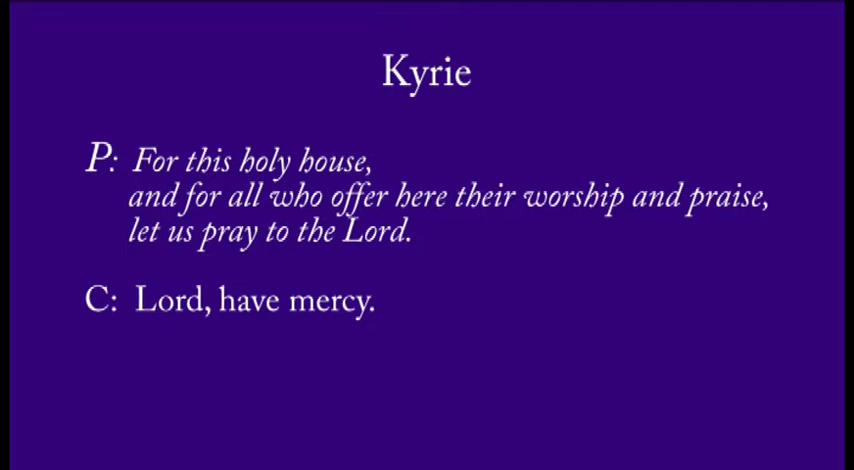 Kyrie
P: For this holy house,
and for all who offer here their worship and praise,
let us pray to the Lord.
C: Lord, have mercy.